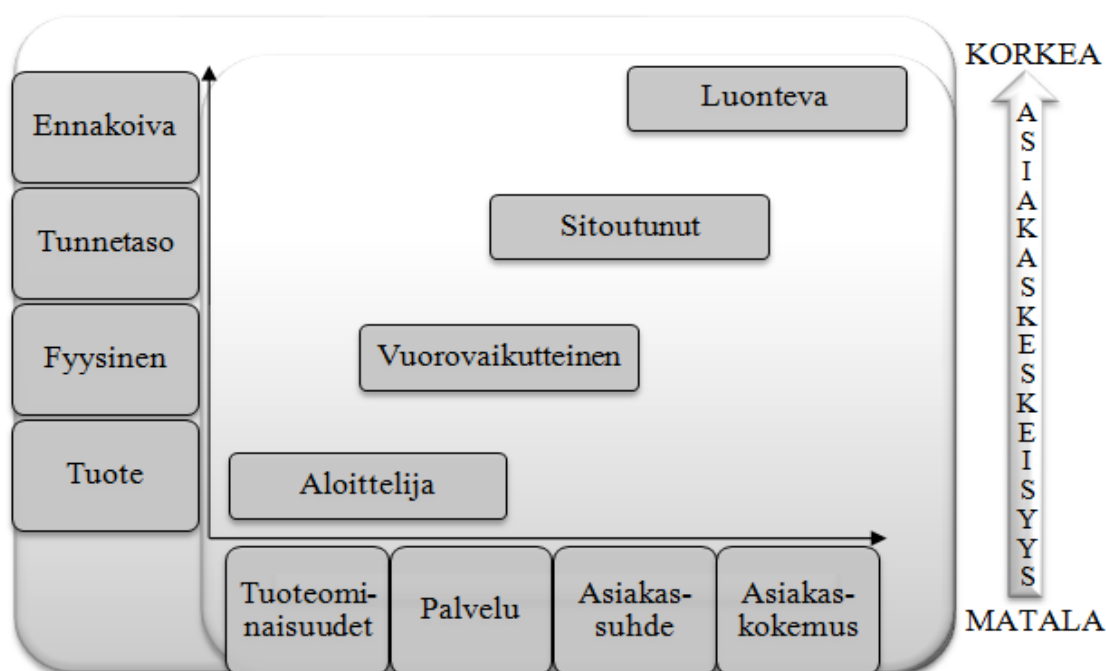 KORKEA
Ennakoiva
Luonteva
Tunnetaso
Sitoutunut
Fyysinen
Vuorovaikutteinen
Tuote
Aloittelija
Tuoteomi-
naisuudet
Palvelu
Asiakas-
suhde
Asiakas-
kokemus
ASIAKASKESKEISYYS
MATALA